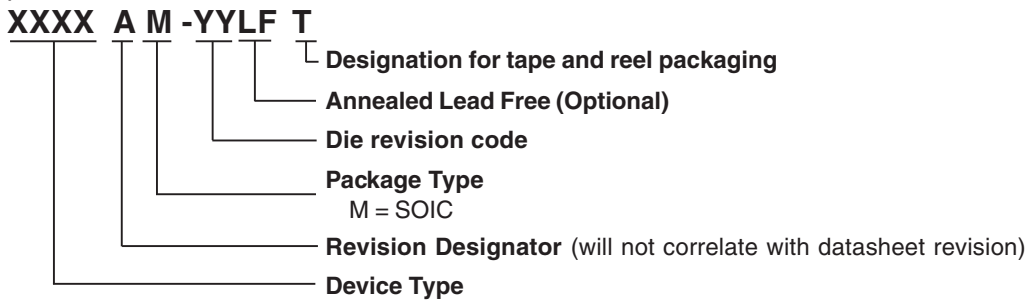 XXXX A M -YYLF T
Designation for tape and reel packaging
Annealed Lead Free (Optional)
Die revision code
Package Type
M = SOIC
Revision Designator (will not correlate with datasheet revision)
Device Type